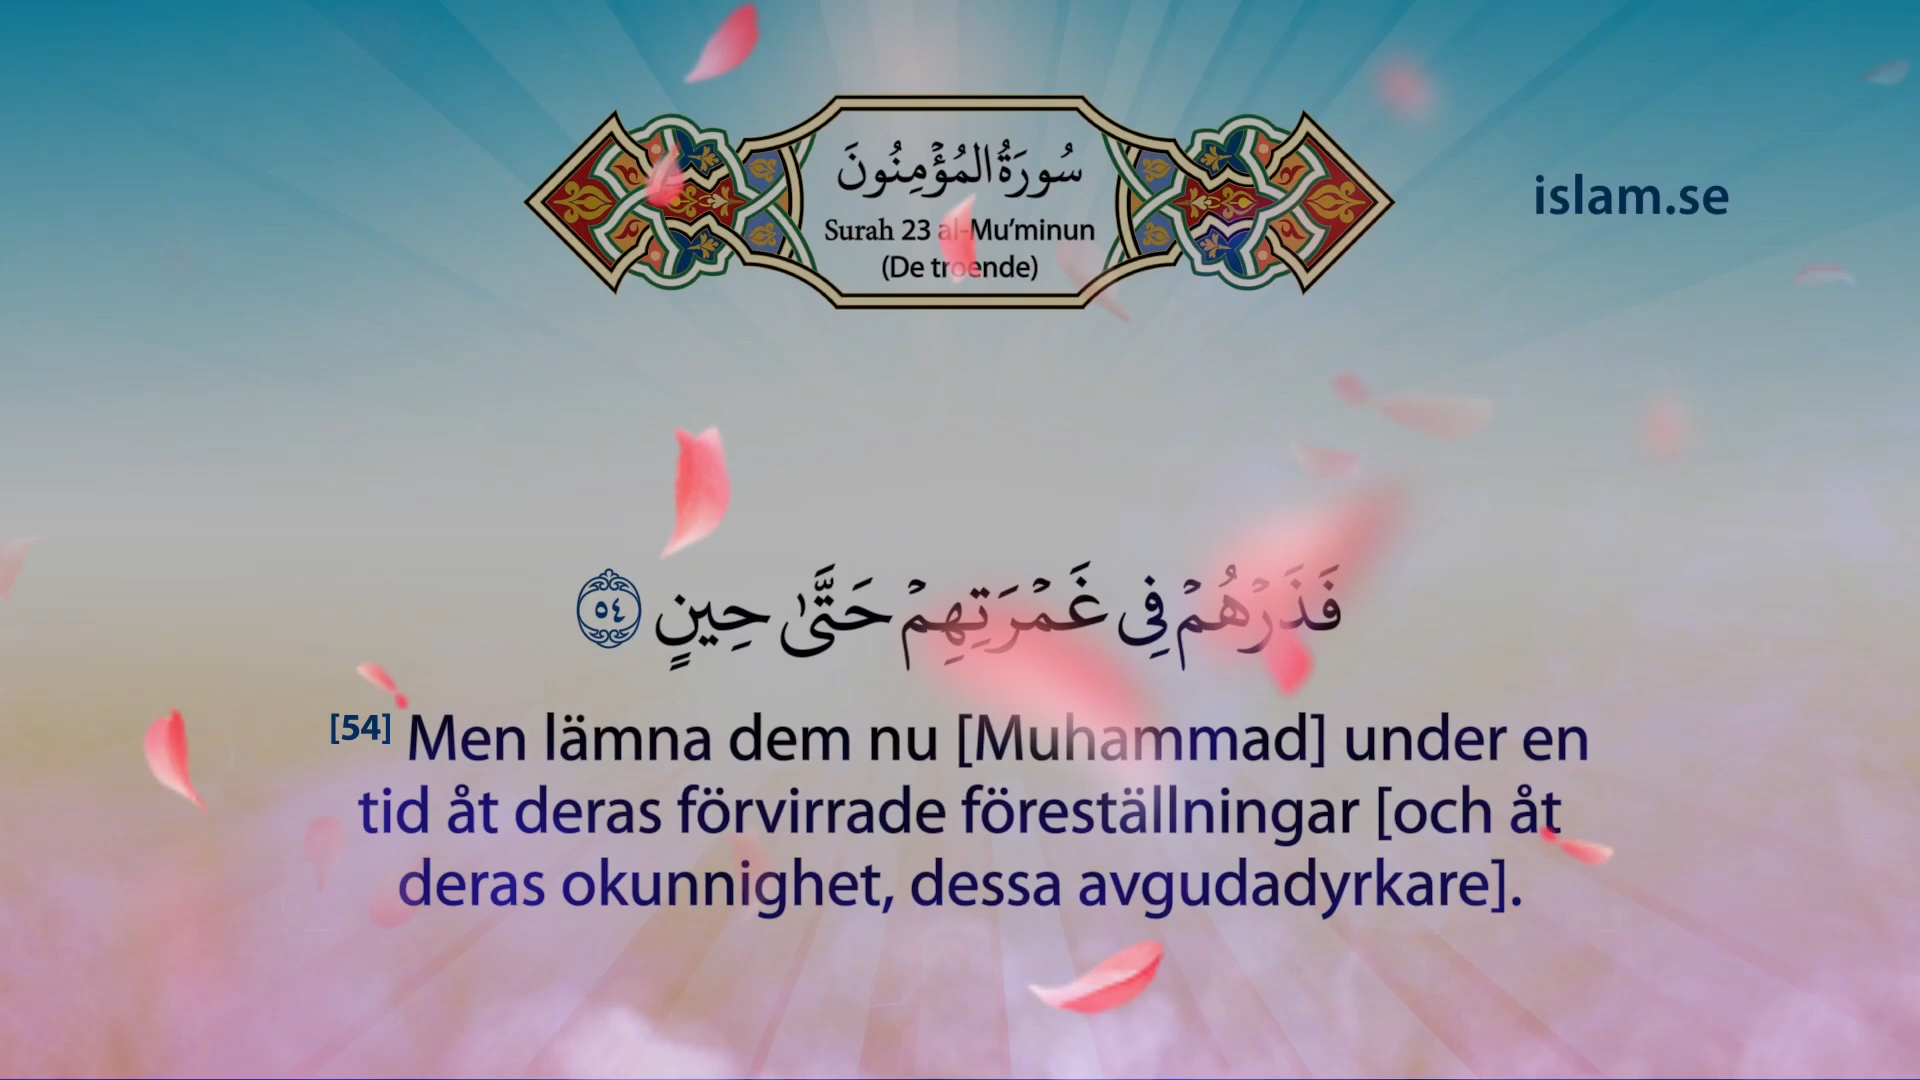 سُورَةُ المُؤۡمِنُونَ
Surah 23 al-Mu’minun
(De troende)
islam.se
فَذَرۡهُمۡ فِي غَمۡرَتِهِمۡ حَتَّىٰ حِينٍ ٥٤
[54] Men lämna dem nu [Muhammad] under en
tid åt deras förvirrade föreställningar [och åt
deras okunnighet, dessa avgudadyrkare].